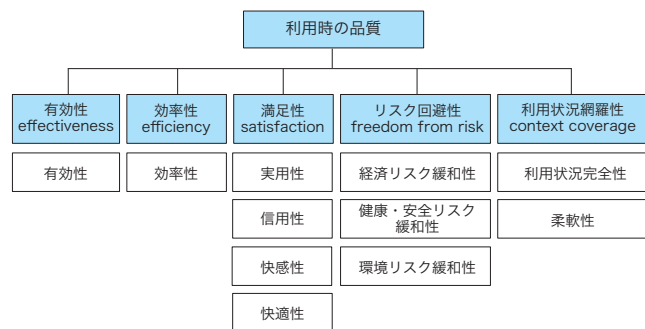 利用時の品質
有効性
effectiveness
効率性
efficiency
満足性
satisfaction
リスク回避性
freedom from risk
利用状況網羅性
context coverage
有効性
効率性
実用性
経済リスク緩和性
利用状況完全性
信用性
健康・安全リスク
緩和性
柔軟性
快感性
環境リスク緩和性
快適性